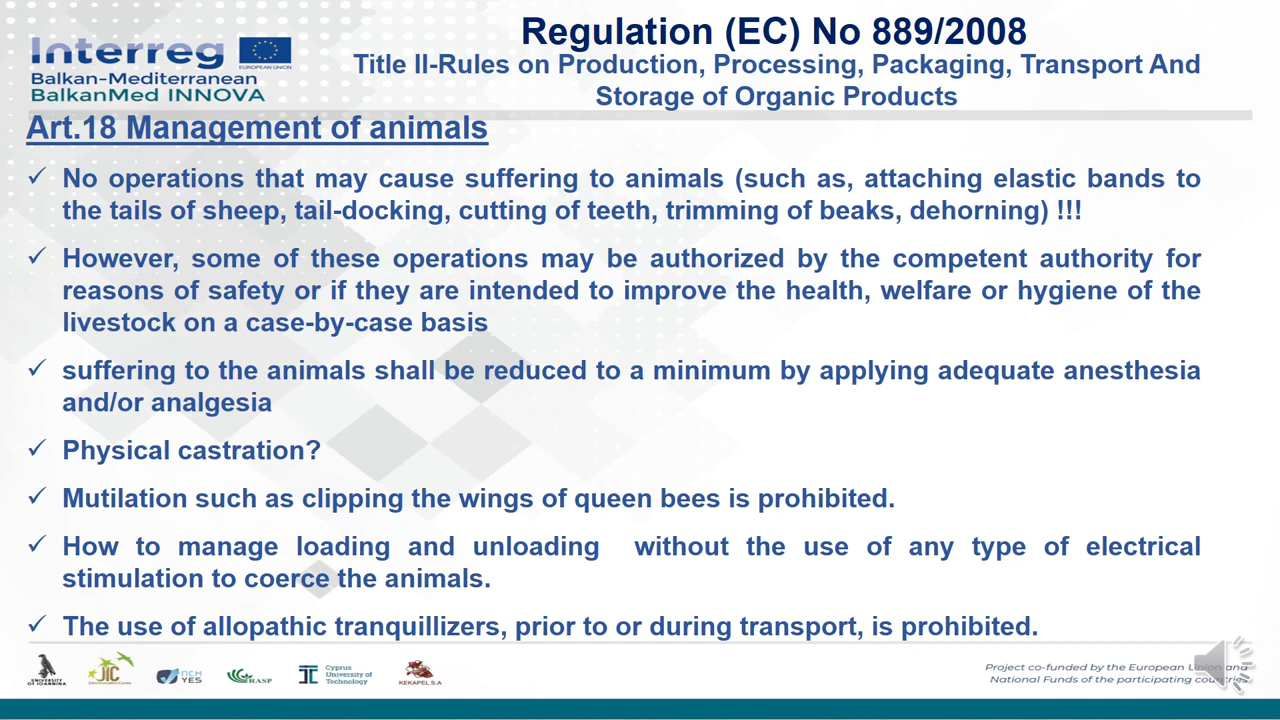 Regulation (EC) No 889/2008
Interreg
EUROPEAN UNION
Balkan-Mediterranean
BalkanMed INNOVA
Title II-Rules on Production, Processing, Packaging, Transport And
Storage of Organic Products
Art.18 Management of animals
✓ No operations that may cause suffering to animals (such as, attaching elastic bands to
the tails of sheep, tail-docking, cutting of teeth, trimming of beaks, dehorning) !!!
✓ However, some of these operations may be authorized by the competent authority for
reasons of safety or if they are intended to improve the health, welfare or hygiene of the
livestock on a case-by-case basis
✓ suffering to the animals shall be reduced to a minimum by applying adequate anesthesia
and/or analgesia
✓ Physical castration?
✓ Mutilation such as clipping the wings of queen bees is prohibited.
✓ How to manage loading and unloading without the use of any type of electrical
stimulation to coerce the animals.
✓ The use of allopathic tranquillizers, prior to or during transport, is prohibited.
UNIVERSITY
OF IOANNINA
JIC
YES
RASP
Cyprus
University of
Technology
KEKAPEL S.A
Project co-funded by the European Union and
National Funds of the participating countries